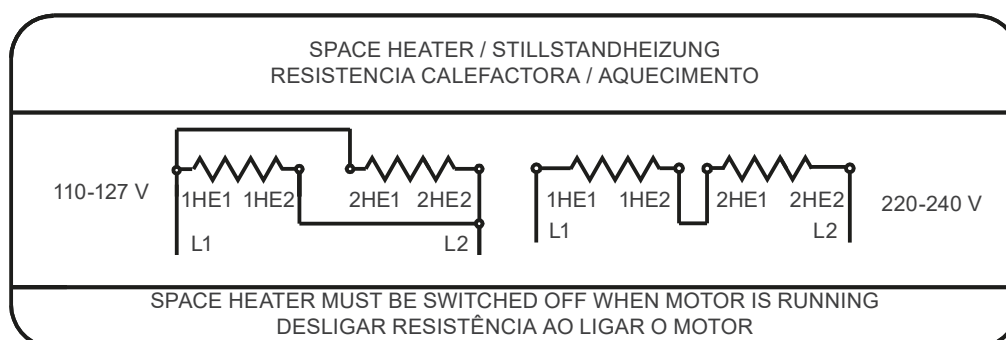 SPACE HEATER / STILLSTANDHEIZUNG
RESISTENCIA CALEFACTORA / AQUECIMENTO
110-127 V
1HE1 1HE2 2HE1 2HE2
L1 L2
1HE1 1HE2 2HE1 2HE2
L1 L2
220-240 V
SPACE HEATER MUST BE SWITCHED OFF WHEN MOTOR IS RUNNING
DESLIGAR RESISTÊNCIA AO LIGAR O MOTOR